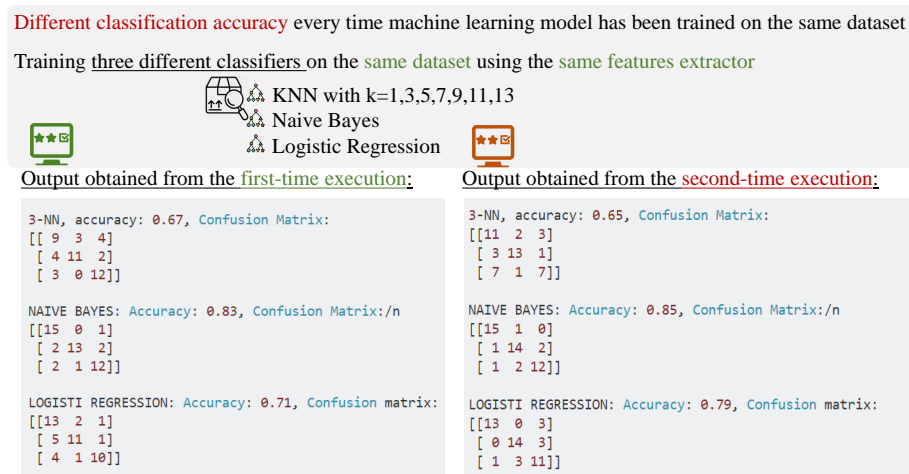 Different classification accuracy every time machine learning model has been trained on the same dataset
Training three different classifiers on the same dataset using the same features extractor
KNN with k=1,3,5,7,9,11,13
Naive Bayes
Logistic Regression
Output obtained from the first-time execution:
3-NN, accuracy: 0.67, Confusion Matrix:
[[ 9  3  4]
 [ 4 11  2]
 [ 3  0 12]]
NAIVE BAYES: Accuracy: 0.83, Confusion Matrix:/n
[[15  0  1]
 [ 2 13  2]
 [ 2  1 12]]
LOGISTI REGRESSION: Accuracy: 0.71, Confusion matrix:
[[13  2  1]
 [ 5 11  1]
 [ 4  1 10]]
Output obtained from the second-time execution:
3-NN, accuracy: 0.65, Confusion Matrix:
[[11  2  3]
 [ 3 13  1]
 [ 7  1  7]]
NAIVE BAYES: Accuracy: 0.85, Confusion Matrix:/n
[[15  1  0]
 [ 1 14  2]
 [ 1  2 12]]
LOGISTI REGRESSION: Accuracy: 0.79, Confusion matrix:
[[13  0  3]
 [ 0 14  3]
 [ 1  3 11]]